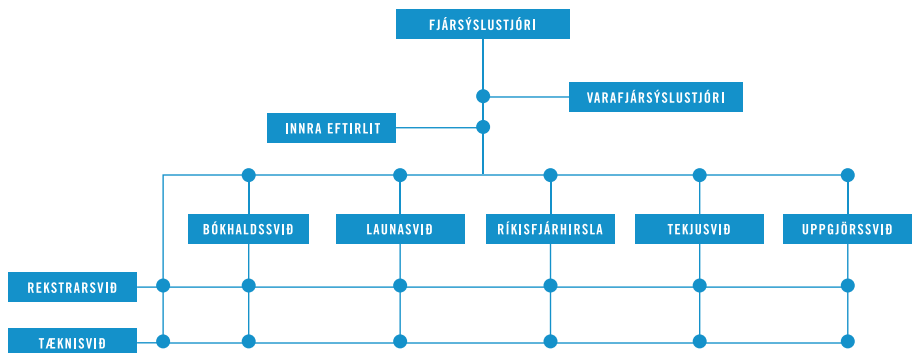 FJÁRSÝSLUSTJÓRI
VARAFJÁRSÝSLUSTJÓRI
INNRA EFTIRLIT
BÓKHALDSSVIÐ
LAUNASVIÐ
RÍKISFJÁRHIRSLA
TEKJUSVIÐ
UPPGJÖRSSVIÐ
REKSTRARSVIÐ
TÆKNISVIÐ